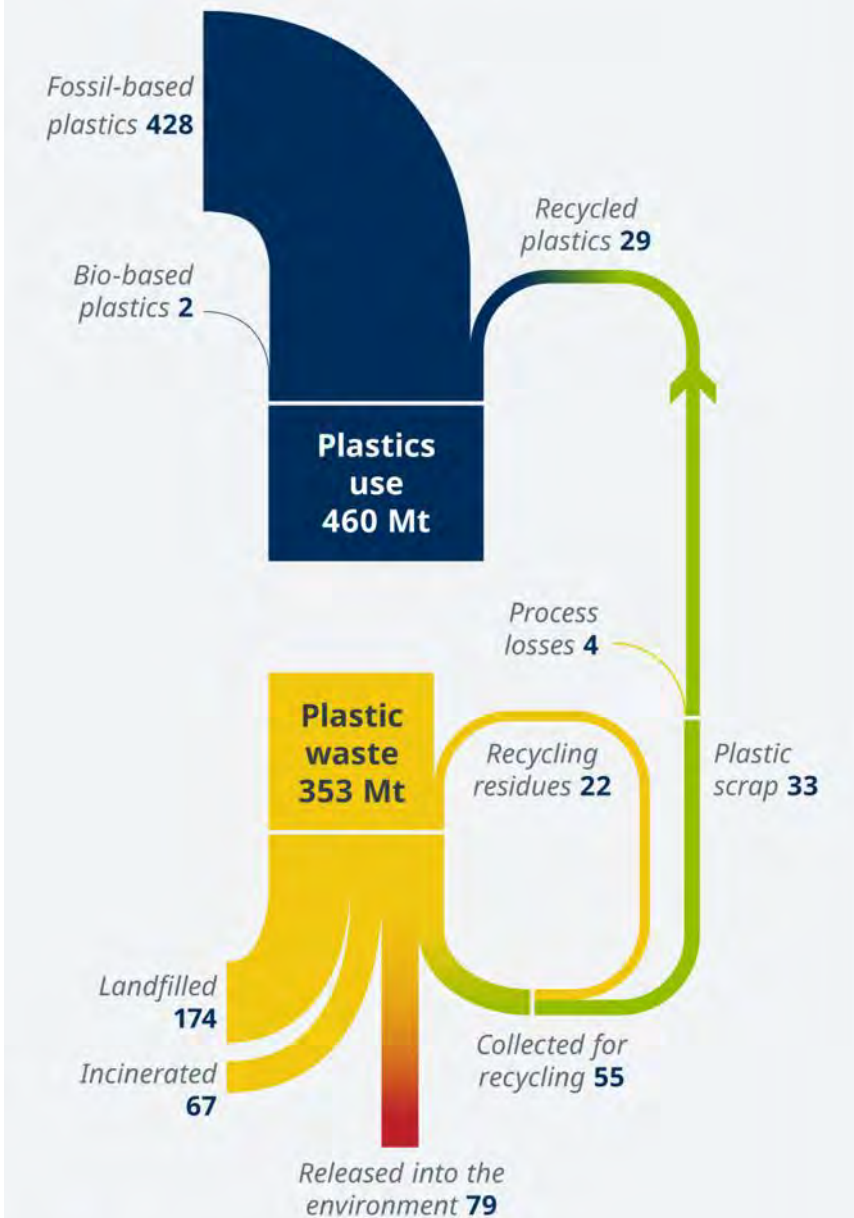 Fossil-based
plastics 428
Recycled
plastics 29
Bio-based
plastics 2
Plastics
use
460 Mt
Process
losses 4
Plastic
waste
353 Mt
Recycling
residues 22
Plastic
scrap 33
Landfilled
174
Collected for
recycling 55
Incinerated
67
Released into the
environment 79